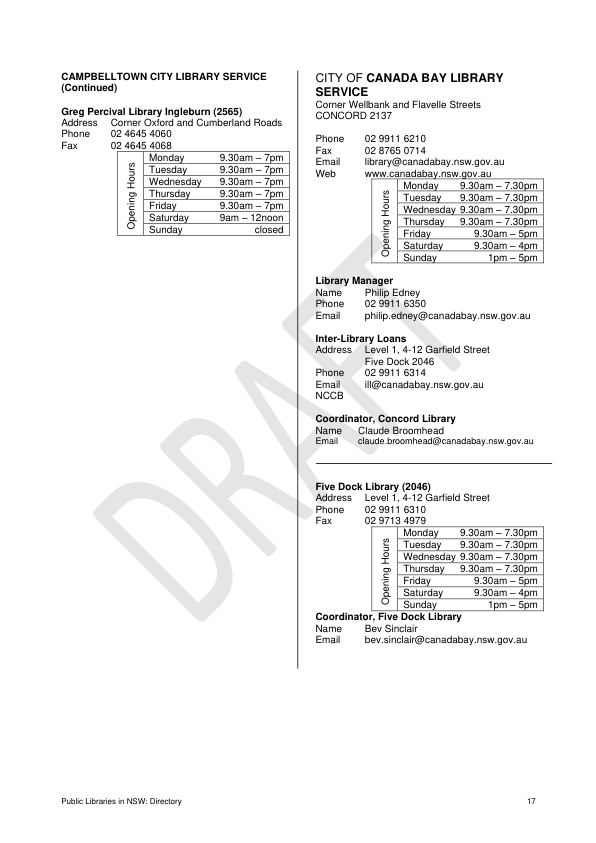 CAMPBELLTOWN CITY LIBRARY SERVICE
(Continued)
Greg Percival Library Ingleburn (2565)
Address Corner Oxford and Cumberland Roads
Phone 02 4645 4060
Fax 02 4645 4068
Opening Hours
Monday 9.30am – 7pm
Tuesday 9.30am – 7pm
Wednesday 9.30am – 7pm
Thursday 9.30am – 7pm
Friday 9.30am – 7pm
Saturday 9am – 12noon
Sunday closed
CITY OF CANADA BAY LIBRARY
SERVICE
Corner Wellbank and Flavelle Streets
CONCORD 2137
Phone 02 9911 6210
Fax 02 8765 0714
Email library@canadabay.nsw.gov.au
Web www.canadabay.nsw.gov.au
Opening Hours
Monday 9.30am – 7.30pm
Tuesday 9.30am – 7.30pm
Wednesday 9.30am – 7.30pm
Thursday 9.30am – 7.30pm
Friday 9.30am – 5pm
Saturday 9.30am – 4pm
Sunday 1pm – 5pm
Library Manager
Name Philip Edney
Phone 02 9911 6350
Email philip.edney@canadabay.nsw.gov.au
Inter-Library Loans
Address Level 1, 4-12 Garfield Street
Five Dock 2046
Phone 02 9911 6314
Email ill@canadabay.nsw.gov.au
NCCB
Coordinator, Concord Library
Name Claude Broomhead
Email claude.broomhead@canadabay.nsw.gov.au
Five Dock Library (2046)
Address Level 1, 4-12 Garfield Street
Phone 02 9911 6310
Fax 02 9713 4979
Opening Hours
Monday 9.30am – 7.30pm
Tuesday 9.30am – 7.30pm
Wednesday 9.30am – 7.30pm
Thursday 9.30am – 7.30pm
Friday 9.30am – 5pm
Saturday 9.30am – 4pm
Sunday 1pm – 5pm
Coordinator, Five Dock Library
Name Bev Sinclair
Email bev.sinclair@canadabay.nsw.gov.au
DRAFT
Public Libraries in NSW: Directory 17